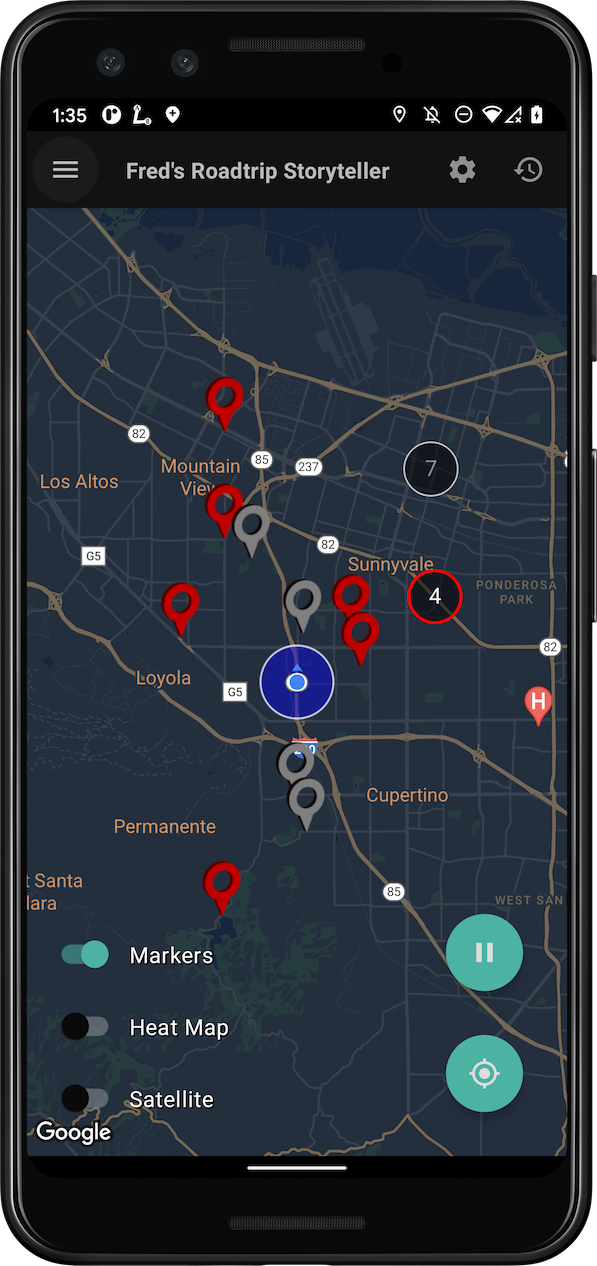 1:35
Fred's Roadtrip Storyteller
82
85
237
7
Los Altos
Mountain
View
82
G5
Sunnyvale
4
PONDEROSA
PARK
82
Loyola
G5
H
Cupertino
Permanente
t Santa
lara
85
WEST SAN
Markers
Heat Map
Satellite
Google